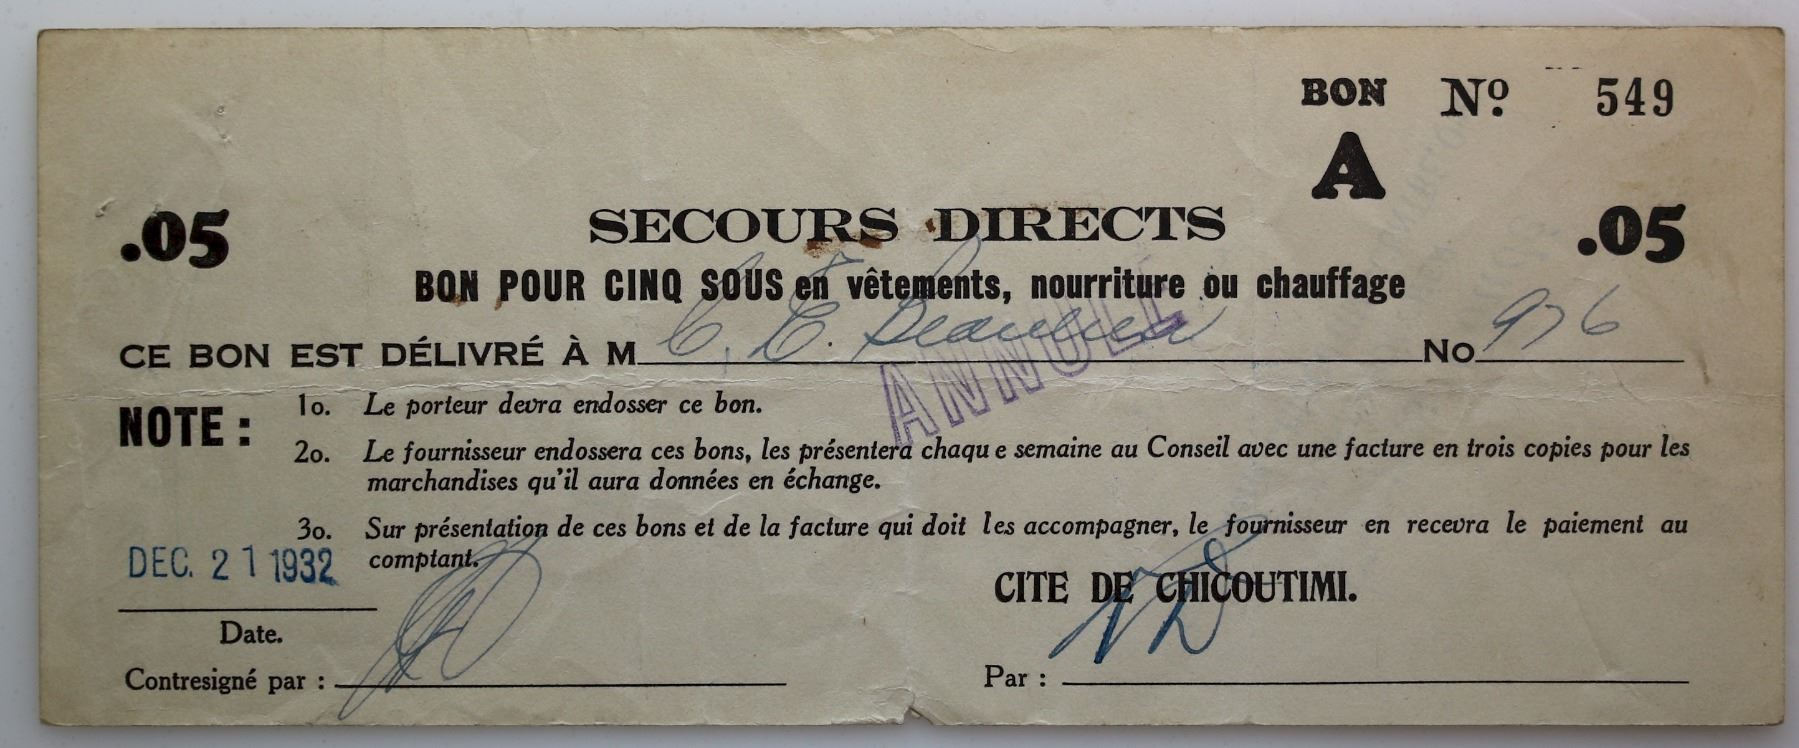 BON Nº 549
A
.05 SECOURS DIRECTS .05
BON POUR CINQ SOUS en vêtements, nourriture ou chauffage
CE BON EST DÉLIVRÉ À M C. E. No 976
ANNULÉ
NOTE : 1o. Le porteur devra endosser ce bon.
2o. Le fournisseur endossera ces bons, les présentera chaqu e semaine au Conseil avec une facture en trois copies pour les
marchandises qu'il aura données en échange.
3o. Sur présentation de ces bons et de la facture qui doit les accompagner, le fournisseur en recevra le paiement au
comptant.
DEC. 21 1932
CITE DE CHICOUTIMI.
Date.
Contresigné par : Par :